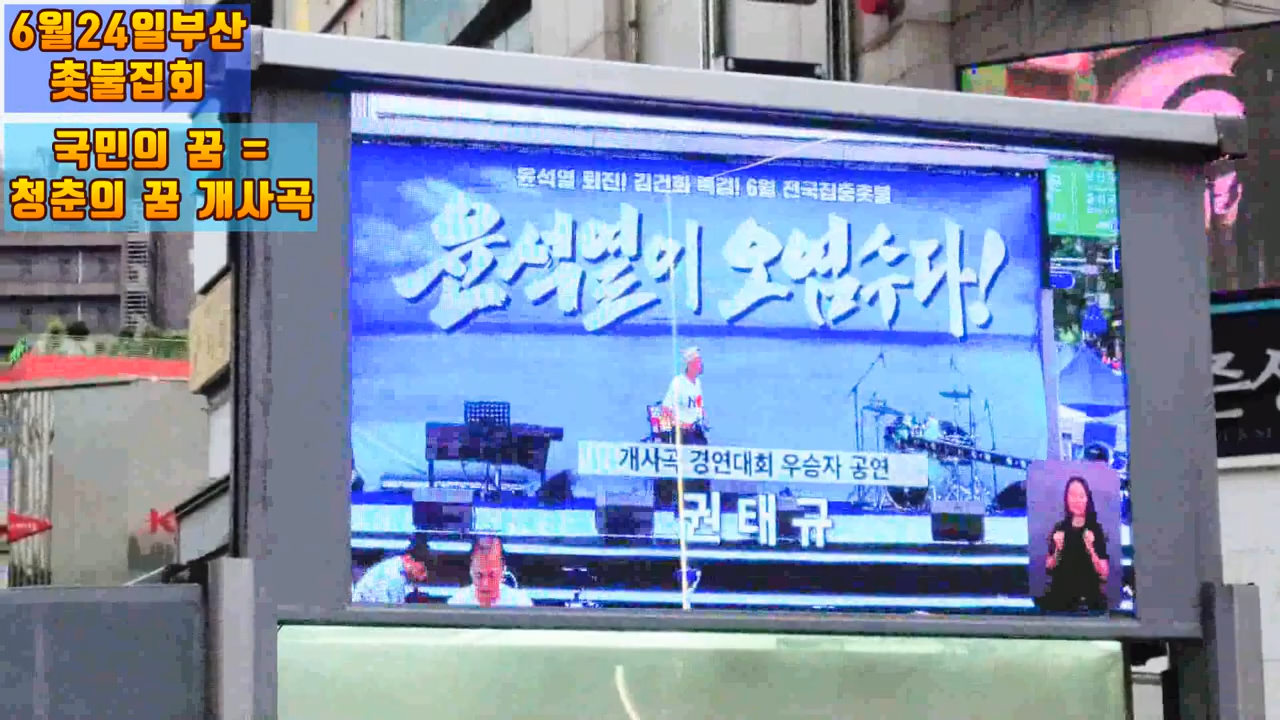 6월24일부산
촛불집회
국민의 꿈 =
청춘의 꿈 개사곡
윤석열 퇴진! 김건희 특검! 6월 전국집중촛불
윤석열이 오염수다!
개사곡 경연대회 우승자 공연
권태규
K